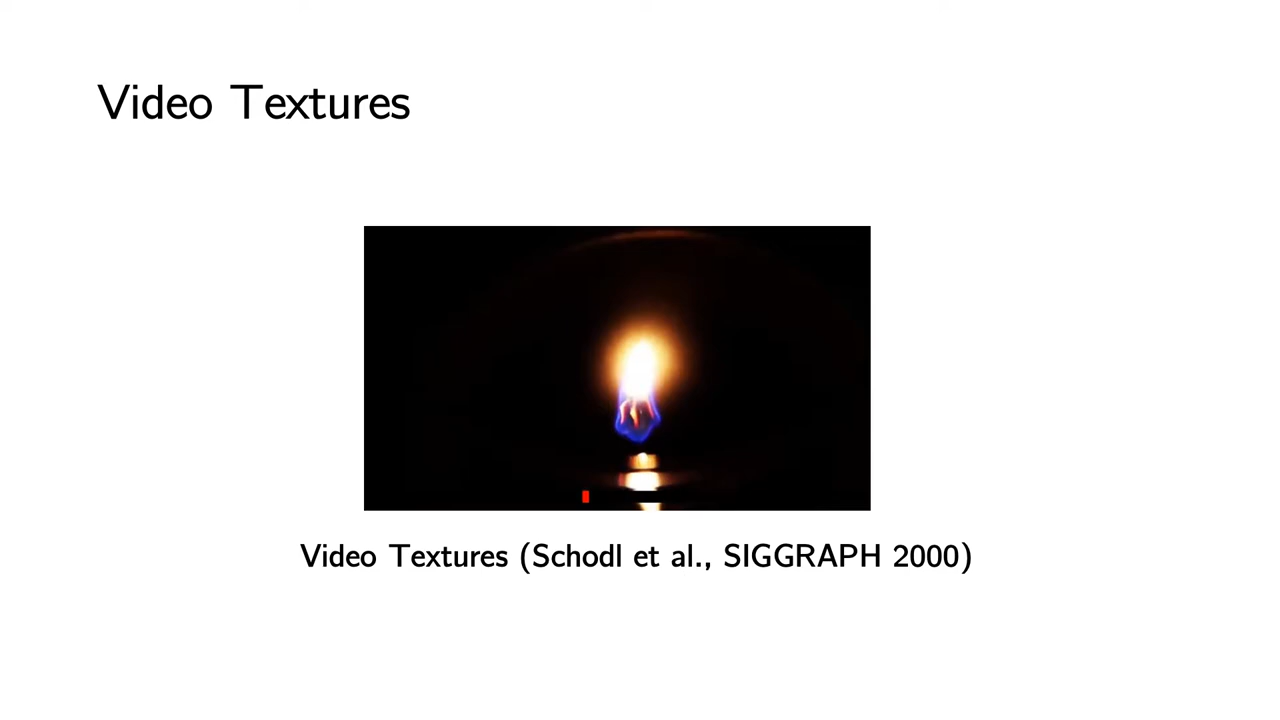 Video Textures
Video Textures (Schodl et al., SIGGRAPH 2000)